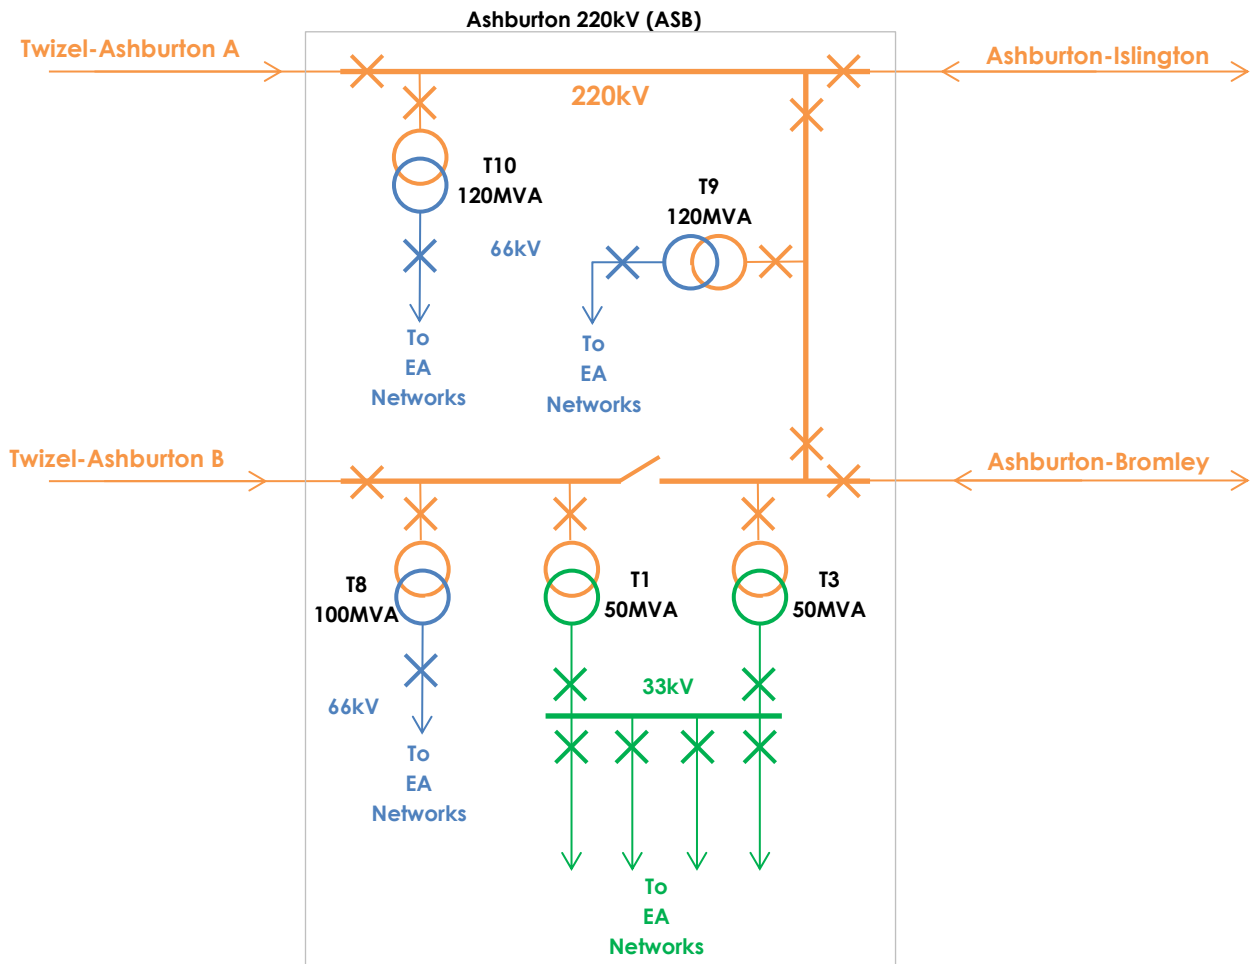 Ashburton 220kV (ASB)
Twizel-Ashburton A
Ashburton-Islington
220kV
T10
120MVA
T9
120MVA
66kV
To
EA
Networks
To
EA
Networks
Twizel-Ashburton B
Ashburton-Bromley
T8
100MVA
T1
50MVA
T3
50MVA
66kV
33kV
To
EA
Networks
To
EA
Networks